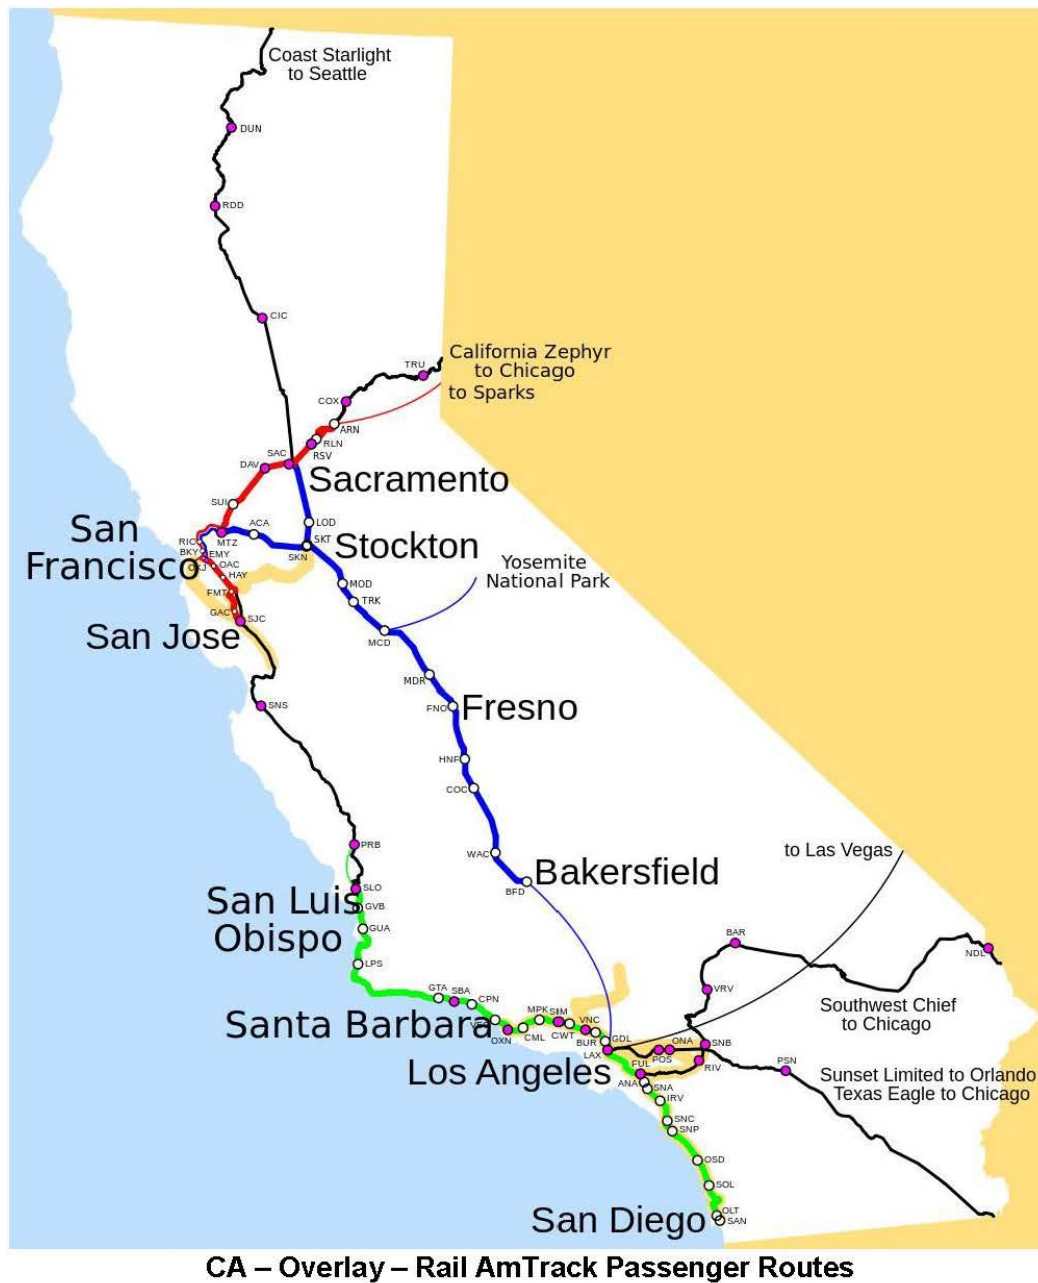 Coast Starlight
to Seattle
DUN
RDD
CIC
California Zephyr
to Chicago
to Sparks
TRU
COX
ARN
RLN
RSV
SAC
DAV
Sacramento
SUI
LOD
ACA
SKT
MTZ
SKN
Stockton
San
Francisco
RIC
BKY
EMY
OAC
HAY
FMT
GAC
SJC
San Jose
Yosemite
National Park
MOD
TRK
MCD
MDR
FNO
Fresno
SNS
HNF
COC
PRB
WAC
to Las Vegas
Bakersfield
BFD
SLO
San Luis
Obispo
GVB
GUA
BAR
NDL
LPS
VRV
GTA
SBA
CPN
Southwest Chief
to Chicago
Santa Barbara
OXN
CML
MPK
SIM
CWT
VNC
BUR
GDL
LAX
Los Angeles
FUL
POS
ONA
SNB
RIV
PSN
Sunset Limited to Orlando
Texas Eagle to Chicago
ANA
SNA
IRV
SNC
SNP
OSD
SOL
OLT
SAN
San Diego
CA – Overlay – Rail AmTrack Passenger Routes